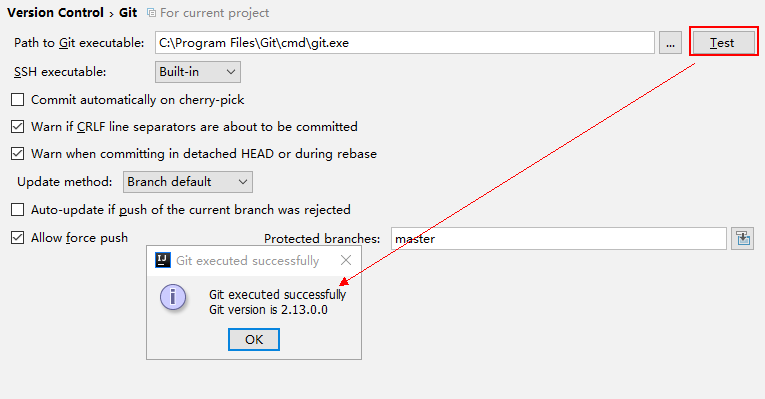 Version Control › Git For current project
Path to Git executable: C:\Program Files\Git\cmd\git.exe ... Test
SSH executable: Built-in
Commit automatically on cherry-pick
Warn if CRLF line separators are about to be committed
Warn when committing in detached HEAD or during rebase
Update method: Branch default
Auto-update if push of the current branch was rejected
Allow force push Protected branches: master
IJ Git executed successfully
Git executed successfully
Git version is 2.13.0.0
OK